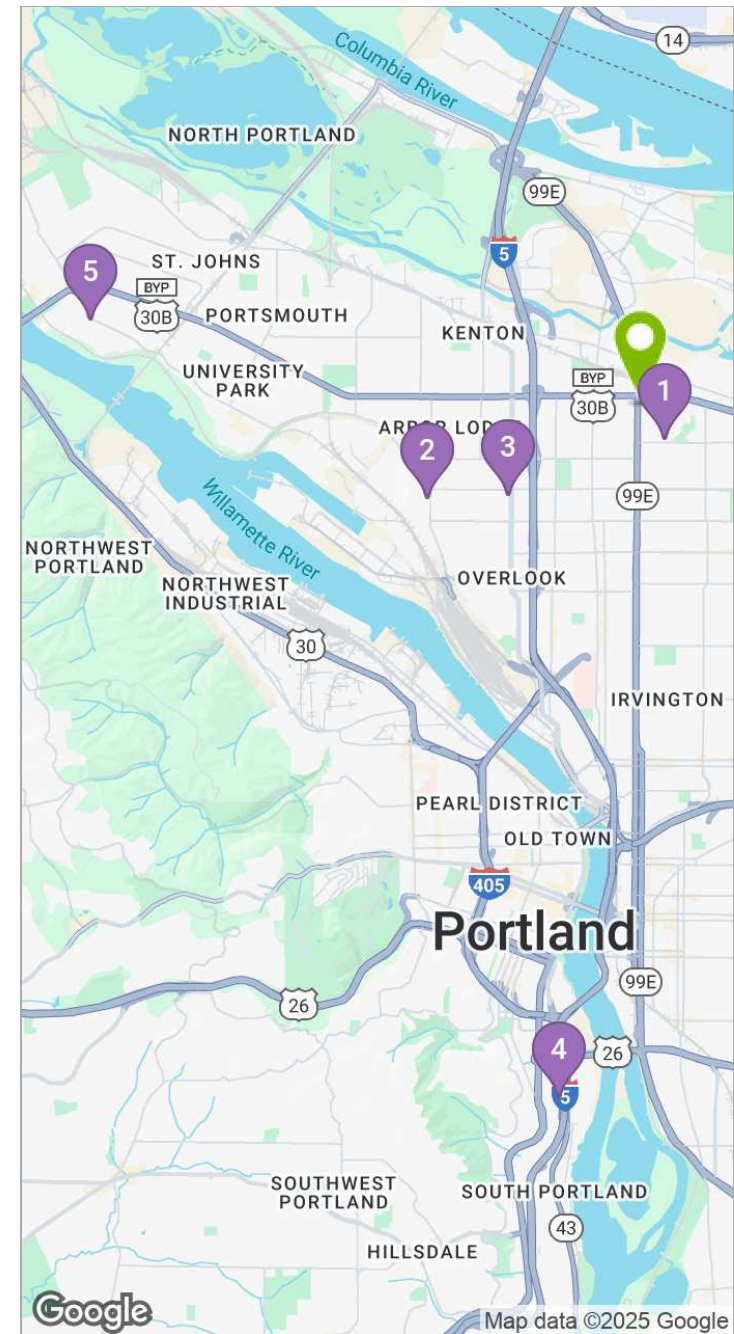 14
Columbia River
NORTH PORTLAND
99E
ST. JOHNS
5
5
BYP
30B
PORTSMOUTH
KENTON
UNIVERSITY
PARK
BYP
30B
1
ARBOR LODGE
2
3
99E
Willamette River
NORTHWEST
PORTLAND
NORTHWEST
INDUSTRIAL
OVERLOOK
30
IRVINGTON
PEARL DISTRICT
OLD TOWN
405
Portland
99E
26
4
26
5
SOUTHWEST
PORTLAND
SOUTH PORTLAND
43
HILLSDALE
Google
Map data ©2025 Google